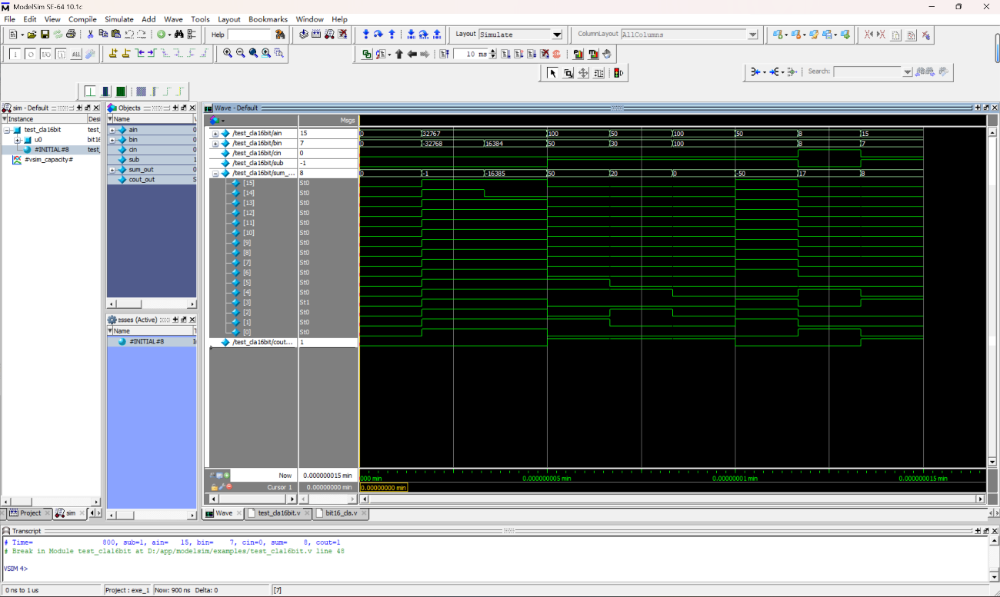 ModelSim SE-64 10.1c
File Edit View Compile Simulate Add Wave Tools Layout Bookmarks Window Help
Help Layout Simulate ColumnLayout AllColumns
ALL 10 ms
Search:
sim - Default Objects Wave - Default
Instance Name Msgs
test_cla16bit test_
u0 bit16
#INITIAL#8 test_
#vsim_capacity#
ain 0
bin 0
cin 0
sub
sum_out 0
cout_out S
/test_cla16bit/ain 15 0 32767 100 50 100 50 8 15
/test_cla16bit/bin 7 0 -32768 16384 50 30 100 8 7
/test_cla16bit/cin 0
/test_cla16bit/sub -1
/test_cla16bit/sum_... 8 0 -1 -16385 50 20 0 -50 17 8
[15] St0
[14] St0
[13] St0
[12] St0
[11] St0
[10] St0
[9] St0
[8] St0
[7] St0
[6] St0
[5] St0
[4] St0
[3] St1
[2] St0
[1] St0
[0] St0
/test_cla16bit/cout... 1
esses (Active)
Name
#INITIAL#8
Now 0.000000015 min 000 min 0.000000005 min 0.00000001 min 0.000000015 min
Cursor 1 0.00000000 min 0.00000000 min
Project sim Wave test_cla16bit.v bit16_cla.v
Transcript
# Time= 800, sub=1, ain= 15, bin= 7, cin=0, sum= 8, cout=1
# Break in Module test_cla16bit at D:/app/modelsim/examples/test_cla16bit.v line 48
VSIM 4>
0 ns to 1 us Project : exe_1 Now: 900 ns Delta: 0 [7]